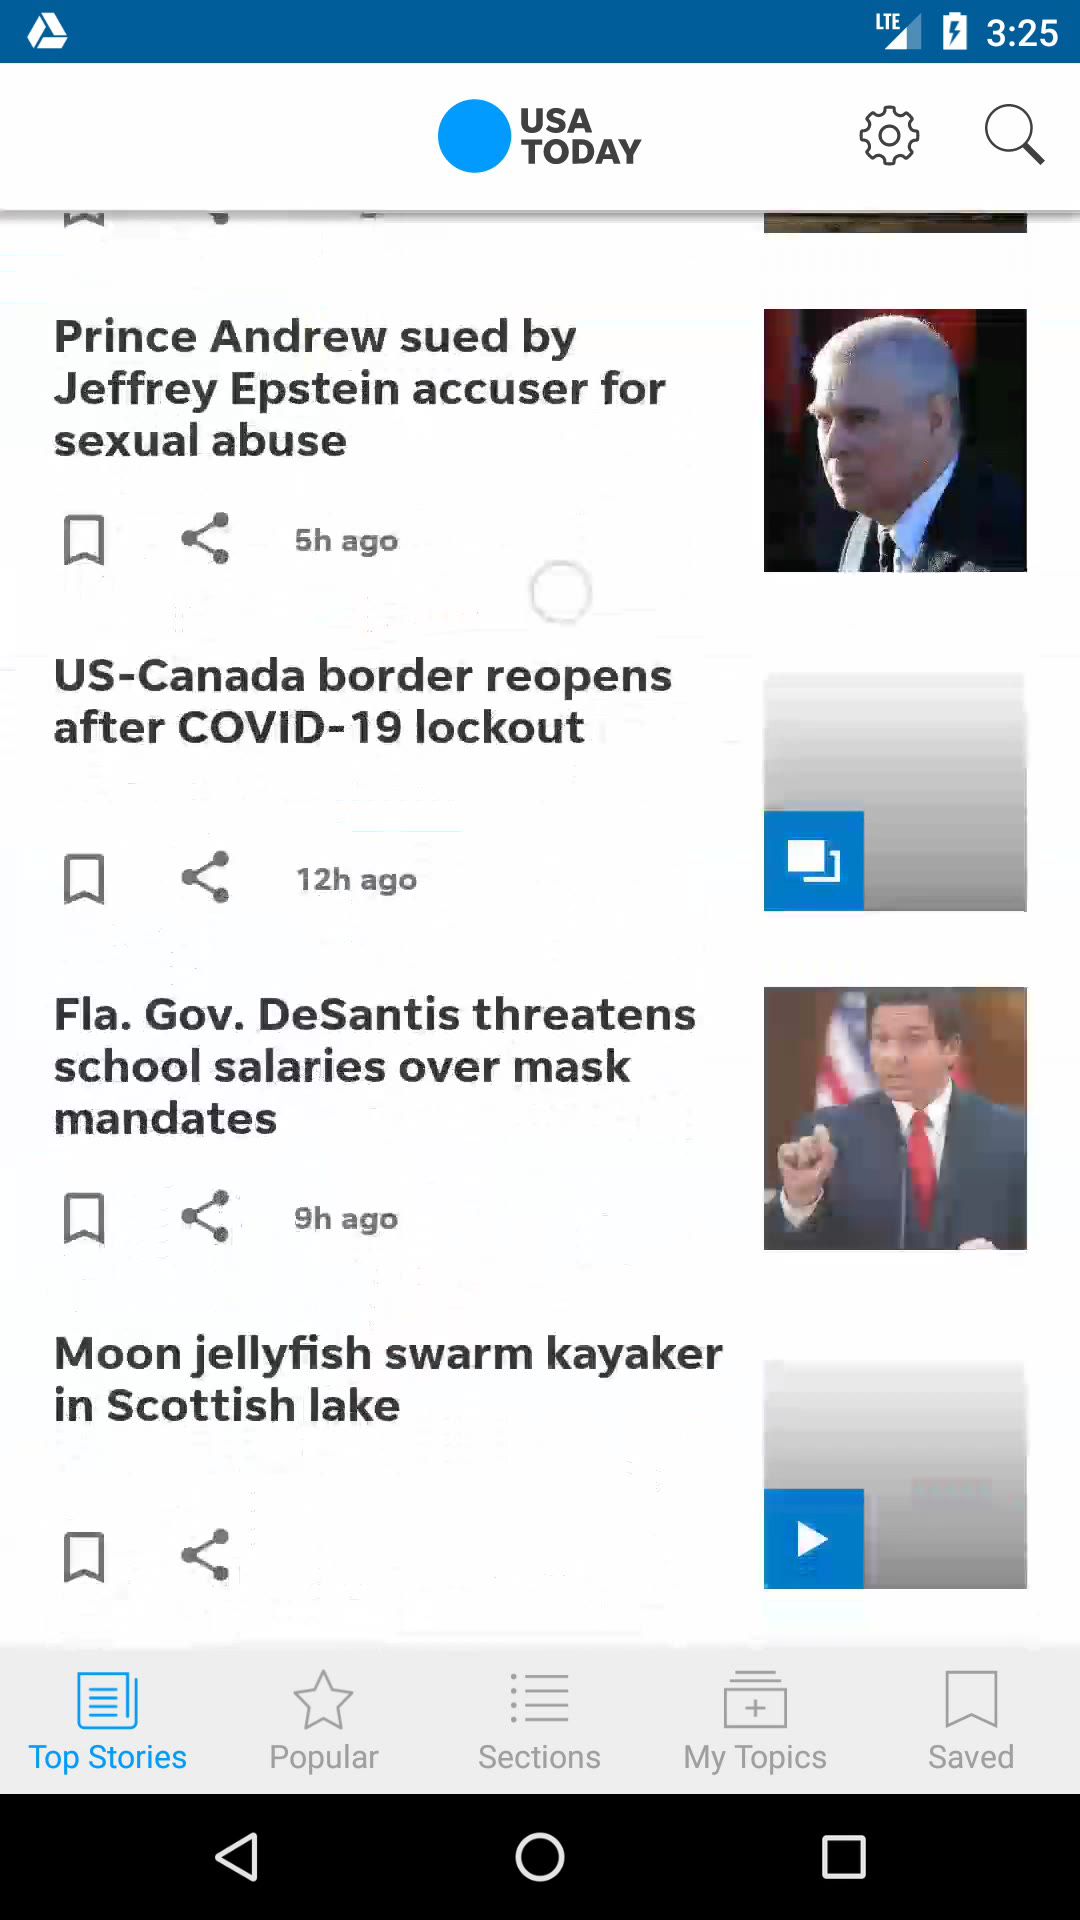 LTE 3:25
USA
TODAY
Prince Andrew sued by
Jeffrey Epstein accuser for
sexual abuse
5h ago
US-Canada border reopens
after COVID-19 lockout
12h ago
Fla. Gov. DeSantis threatens
school salaries over mask
mandates
9h ago
Moon jellyfish swarm kayaker
in Scottish lake
Top Stories Popular Sections My Topics Saved